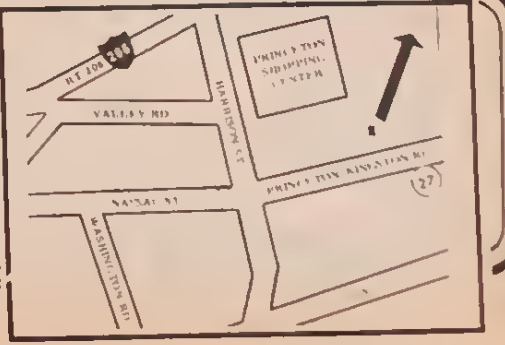 RT 206
206
PRINCETON
SHOPPING
CENTER
VALLEY RD
HARRISON ST
PRINCETON KINGSTON RD
27
NASSAU ST
WASHINGTON RD